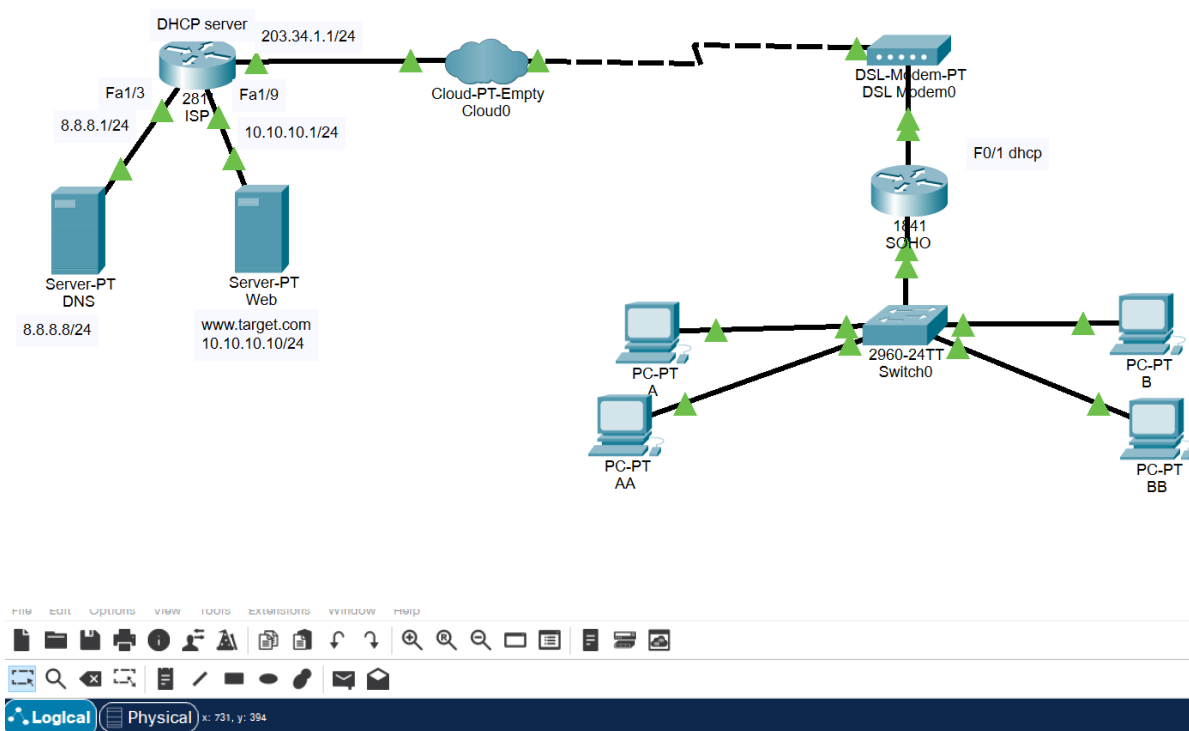 DHCP server
203.34.1.1/24
Fa1/3
281
ISP
Fa1/9
8.8.8.1/24
10.10.10.1/24
Cloud-PT-Empty
Cloud0
DSL-Modem-PT
DSL Modem0
F0/1 dhcp
1841
SOHO
Server-PT
DNS
8.8.8.8/24
Server-PT
Web
www.target.com
10.10.10.10/24
2960-24TT
Switch0
PC-PT
A
PC-PT
B
PC-PT
AA
PC-PT
BB
File Edit Options View Tools Extensions Window Help
Logical Physical x: 731, y: 394